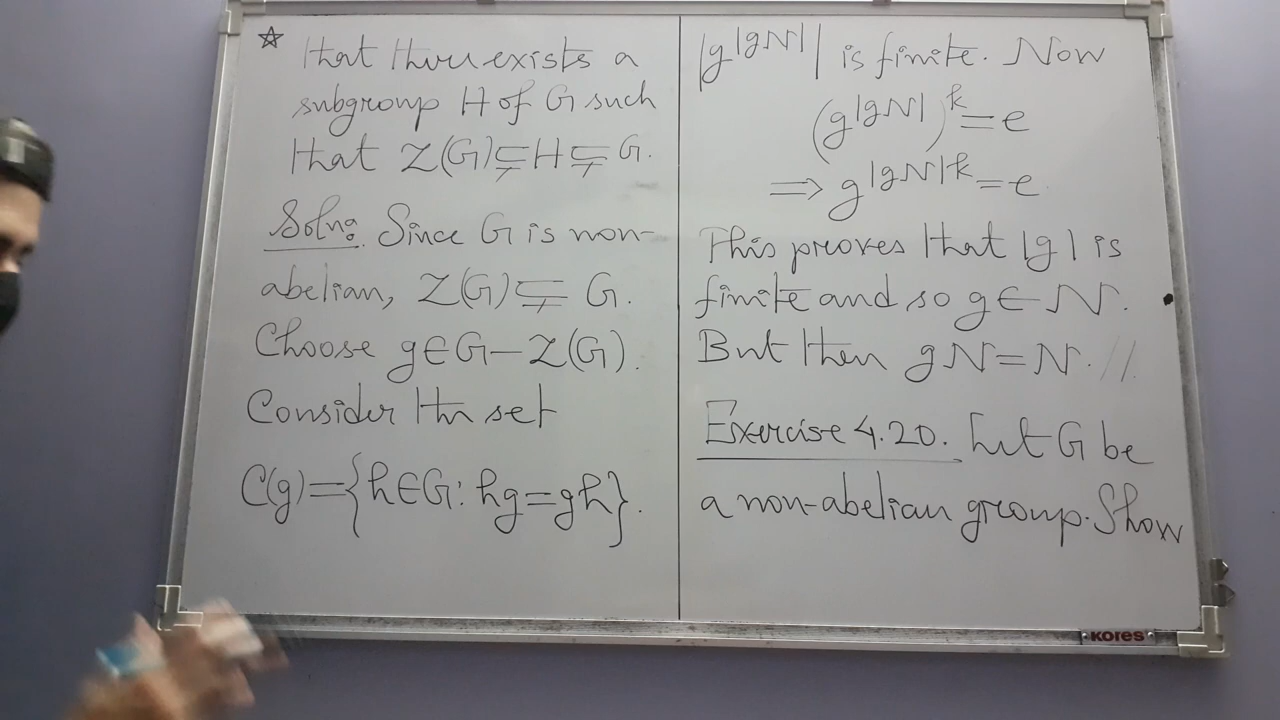 ☆ that there exists a
subgroup H of G such
that Z(G)⊊H⊊G.
Soln: Since G is non-
abelian, Z(G)⊊G.
Choose g∈G−Z(G).
Consider the set
C(g)={h∈G: hg=gh}.
|g^|gN|| is finite. Now
(g^|gN|)^k=e
⟹ g^|gN|k=e
This proves that |g| is
finite and so g∈N.
But then gN=N. //
Exercise 4.20. Let G be
a non-abelian group. Show
KORES